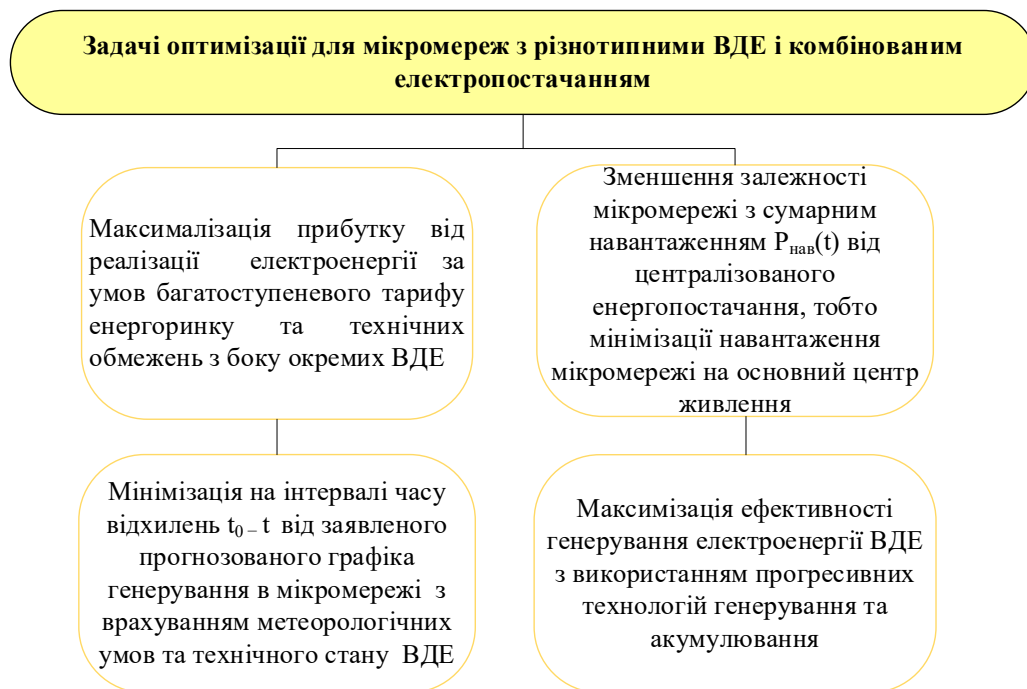 Задачі оптимізації для мікромереж з різнотипними ВДЕ і комбінованим
електропостачанням
Максималізація прибутку від
реалізації електроенергії за
умов багатоступеневого тарифу
енергоринку та технічних
обмежень з боку окремих ВДЕ
Зменшення залежності
мікромережі з сумарним
навантаженням Pнав(t) від
централізованого
енергопостачання, тобто
мінімізації навантаження
мікромережі на основний центр
живлення
Мінімізація на інтервалі часу
відхилень t₀ – t від заявленого
прогнозованого графіка
генерування в мікромережі з
врахуванням метеорологічних
умов та технічного стану ВДЕ
Максимізація ефективності
генерування електроенергії ВДЕ
з використанням прогресивних
технологій генерування та
акумулювання